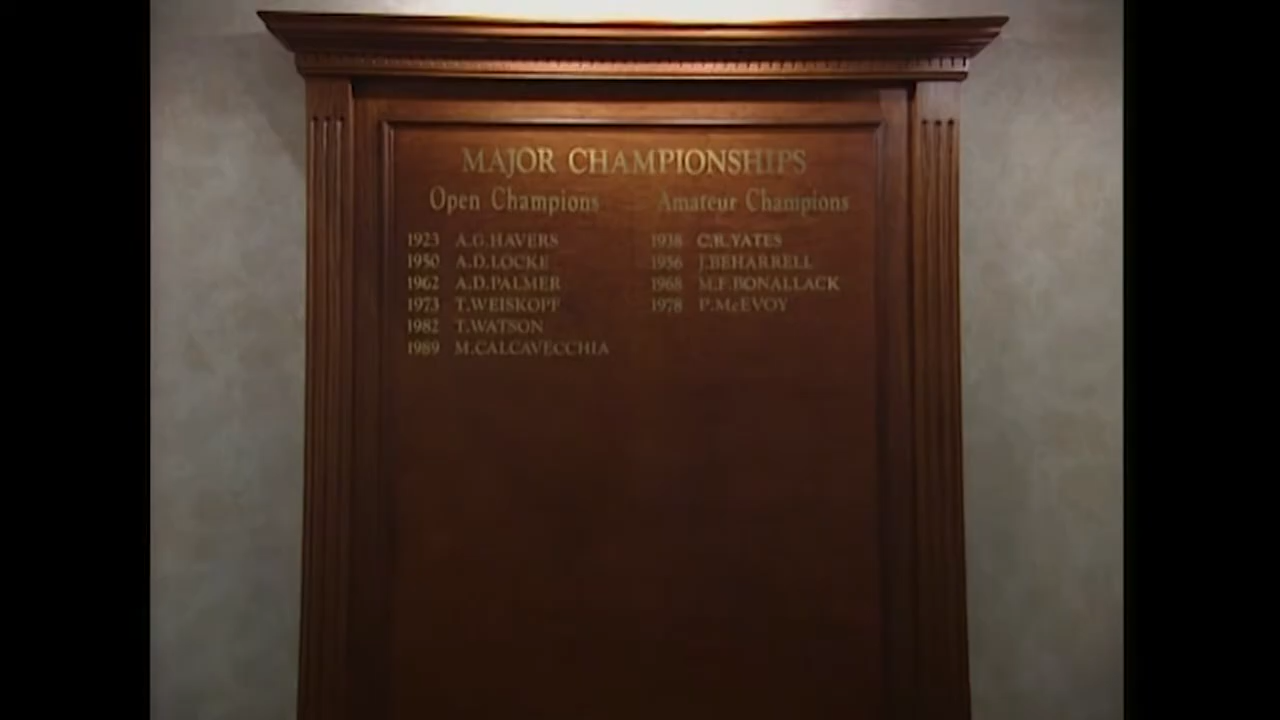 MAJOR CHAMPIONSHIPS
Open Champions
1923 A.G.HAVERS
1950 A.D.LOCKE
1962 A.D.PALMER
1973 T.WEISKOPF
1982 T.WATSON
1989 M.CALCAVECCHIA
Amateur Champions
1938 C.R.YATES
1956 J.BEHARRELL
1968 M.F.BONALLACK
1978 P.McEVOY